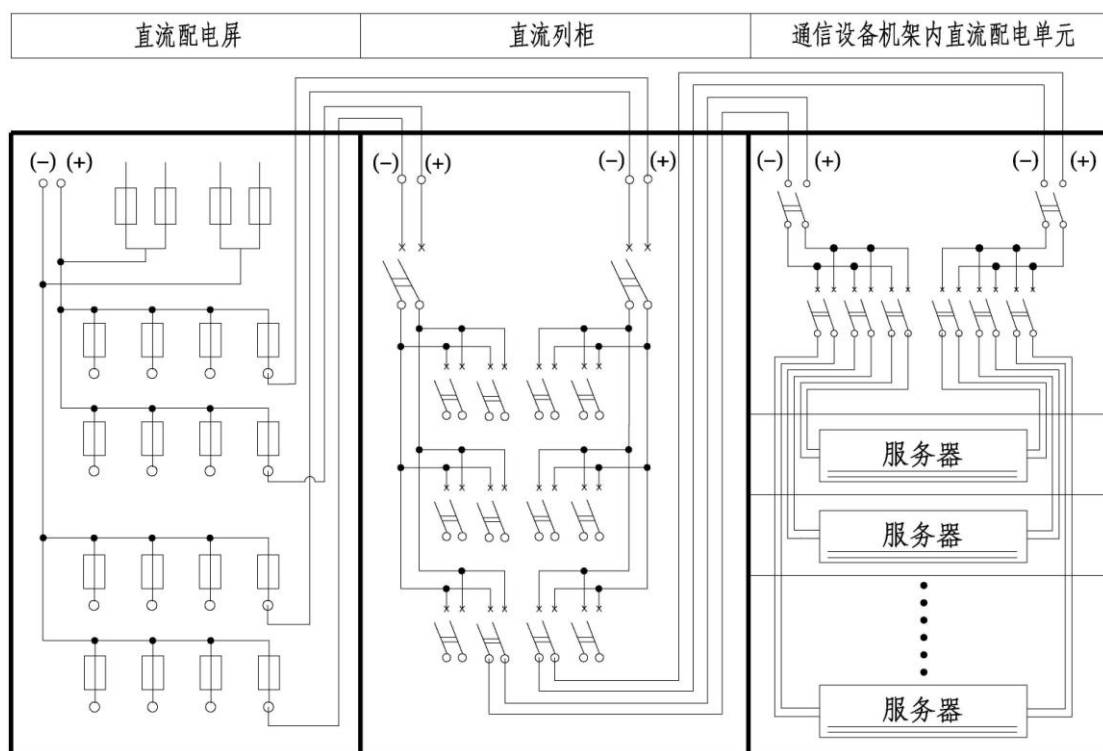 直流配电屏 直流列柜 通信设备机架内直流配电单元
(−) (+) (−) (+) (−) (+) (−) (+) (−) (+)
服务器
服务器
服务器